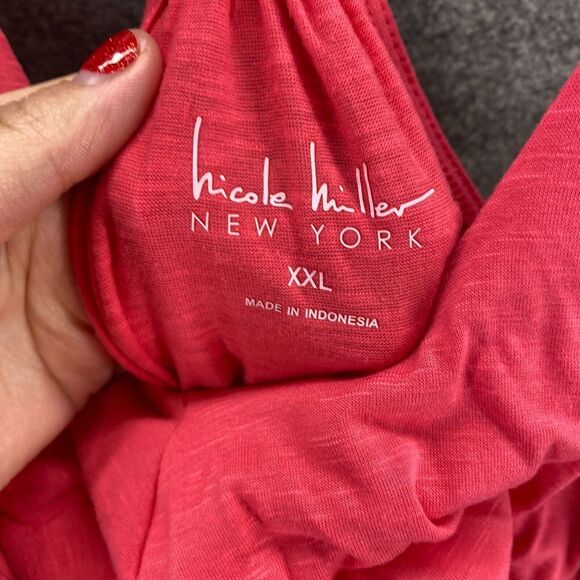 nicole miller
NEW YORK
XXL
MADE IN INDONESIA